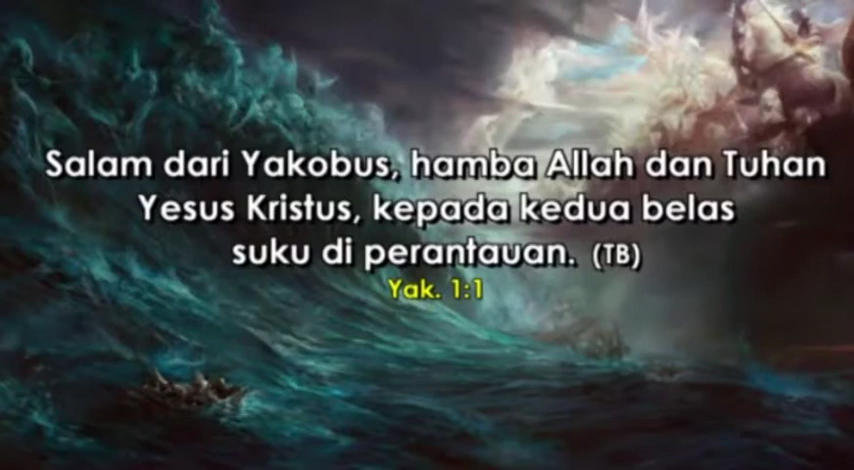 Salam dari Yakobus, hamba Allah dan Tuhan
Yesus Kristus, kepada kedua belas
suku di perantauan. (TB)
Yak. 1:1